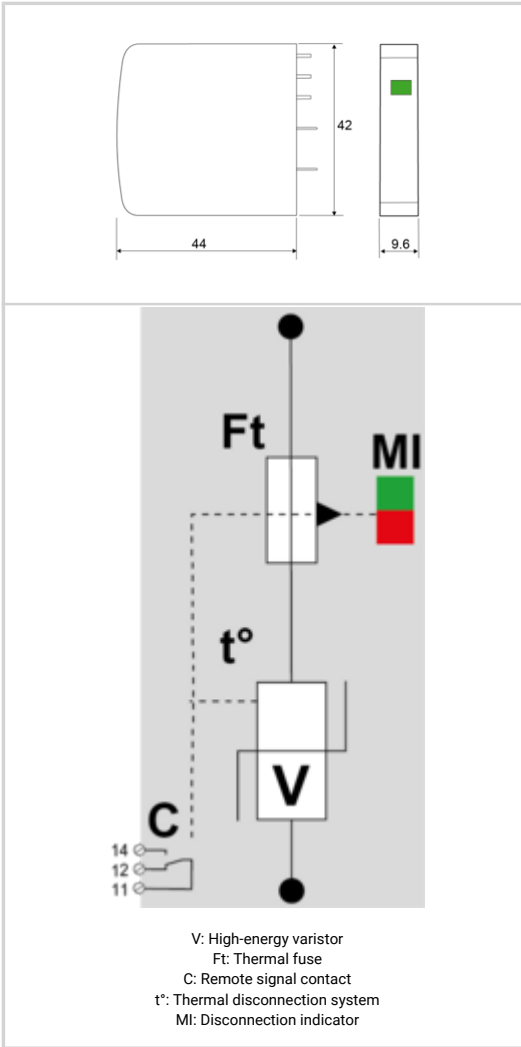 42
44
9.6
Ft
MI
t°
V
C
14
12
11
V: High-energy varistor
Ft: Thermal fuse
C: Remote signal contact
t°: Thermal disconnection system
MI: Disconnection indicator